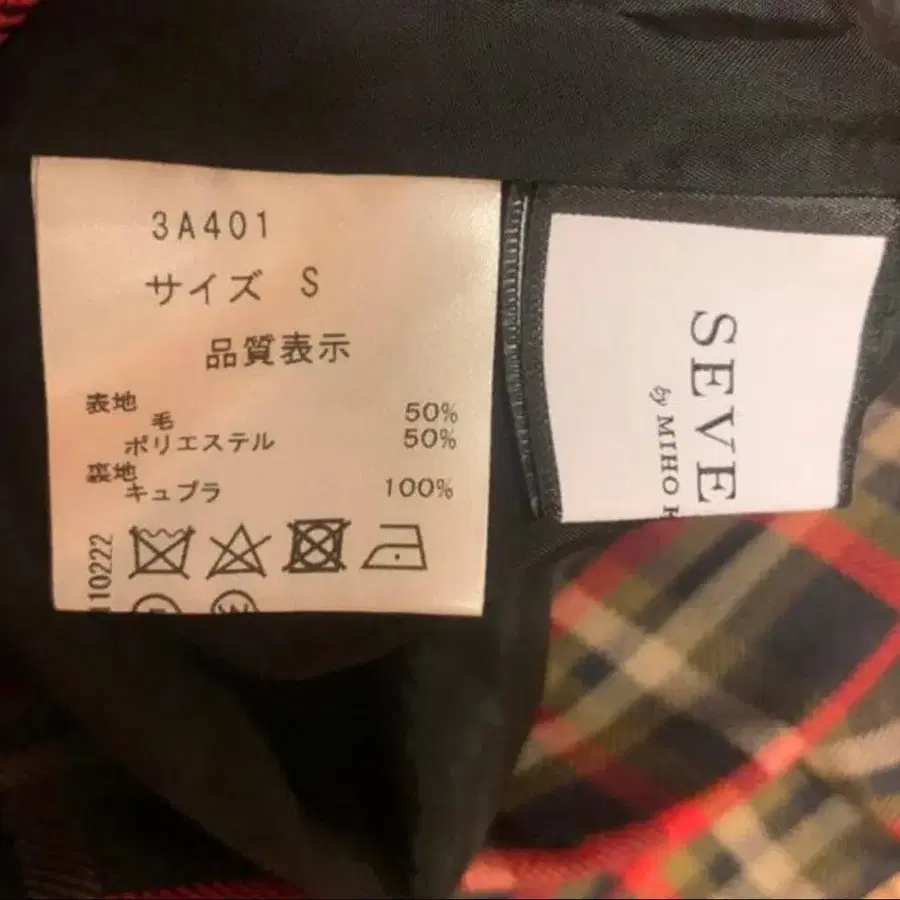 3A401
サイズ S
品質表示
表地
毛 50%
ポリエステル 50%
裏地
キュプラ 100%
110222
SEVE
by MIHO